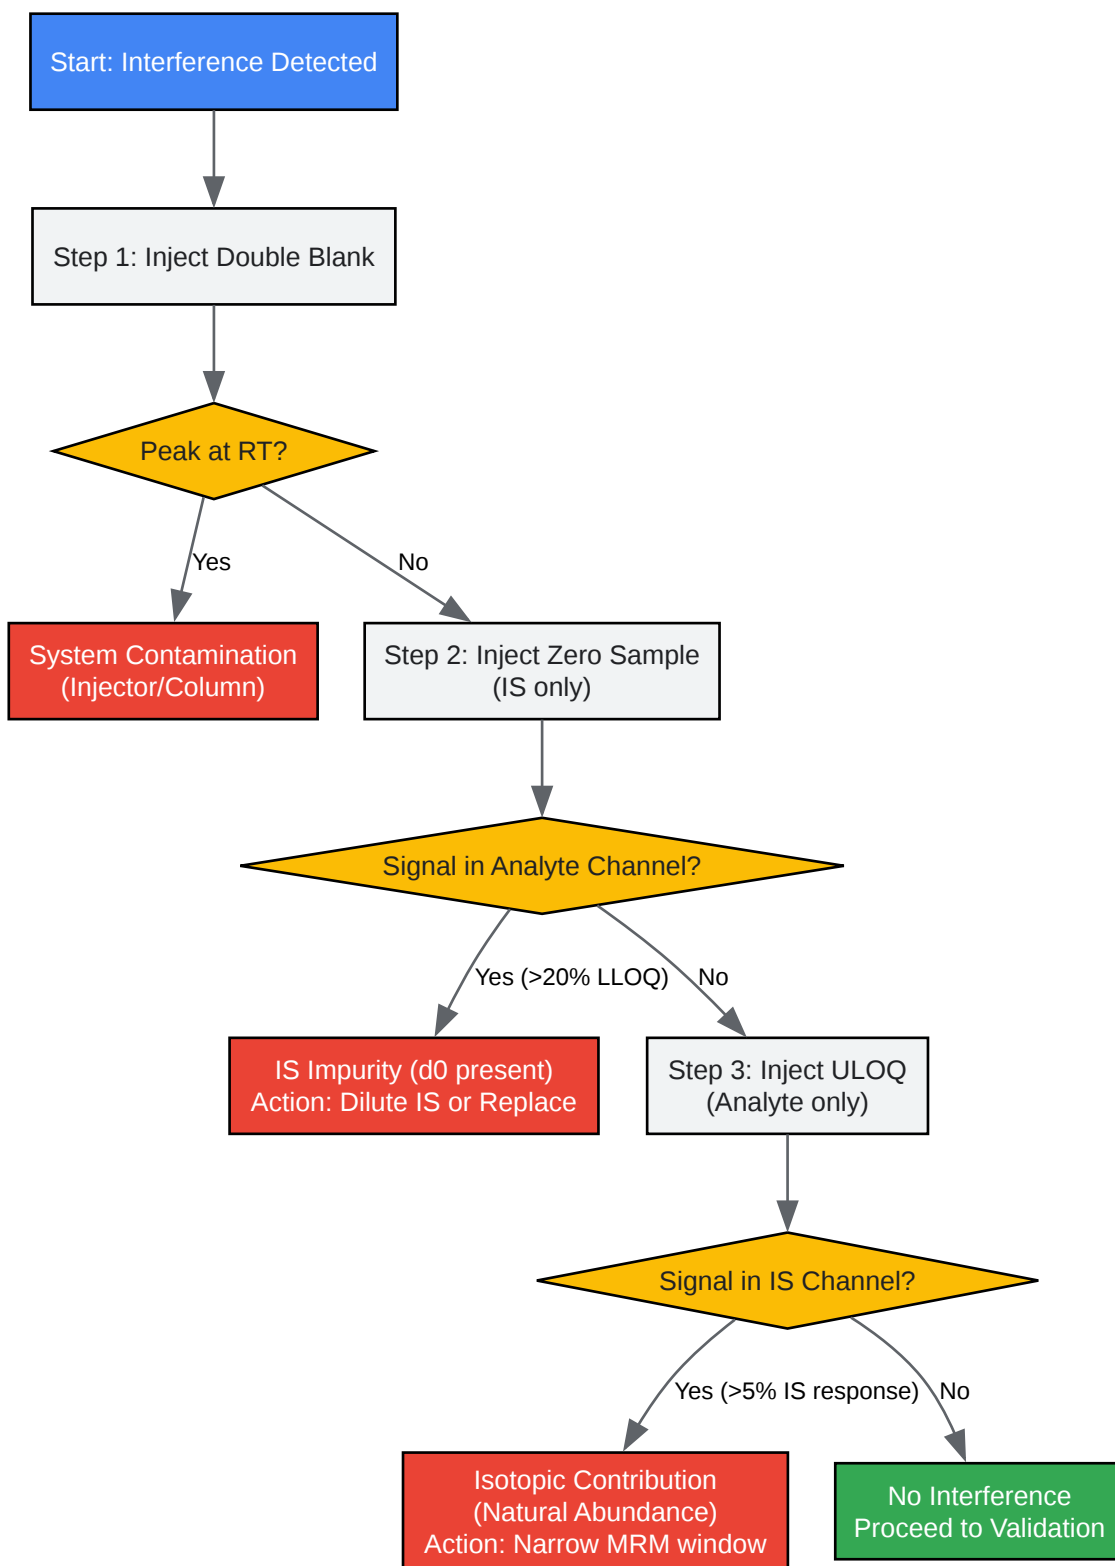 Start: Interference Detected
Step 1: Inject Double Blank
Peak at RT?
Yes
No
System Contamination
(Injector/Column)
Step 2: Inject Zero Sample
(IS only)
Signal in Analyte Channel?
Yes (>20% LLOQ)
No
IS Impurity (d0 present)
Action: Dilute IS or Replace
Step 3: Inject ULOQ
(Analyte only)
Signal in IS Channel?
Yes (>5% IS response)
No
Isotopic Contribution
(Natural Abundance)
Action: Narrow MRM window
No Interference
Proceed to Validation